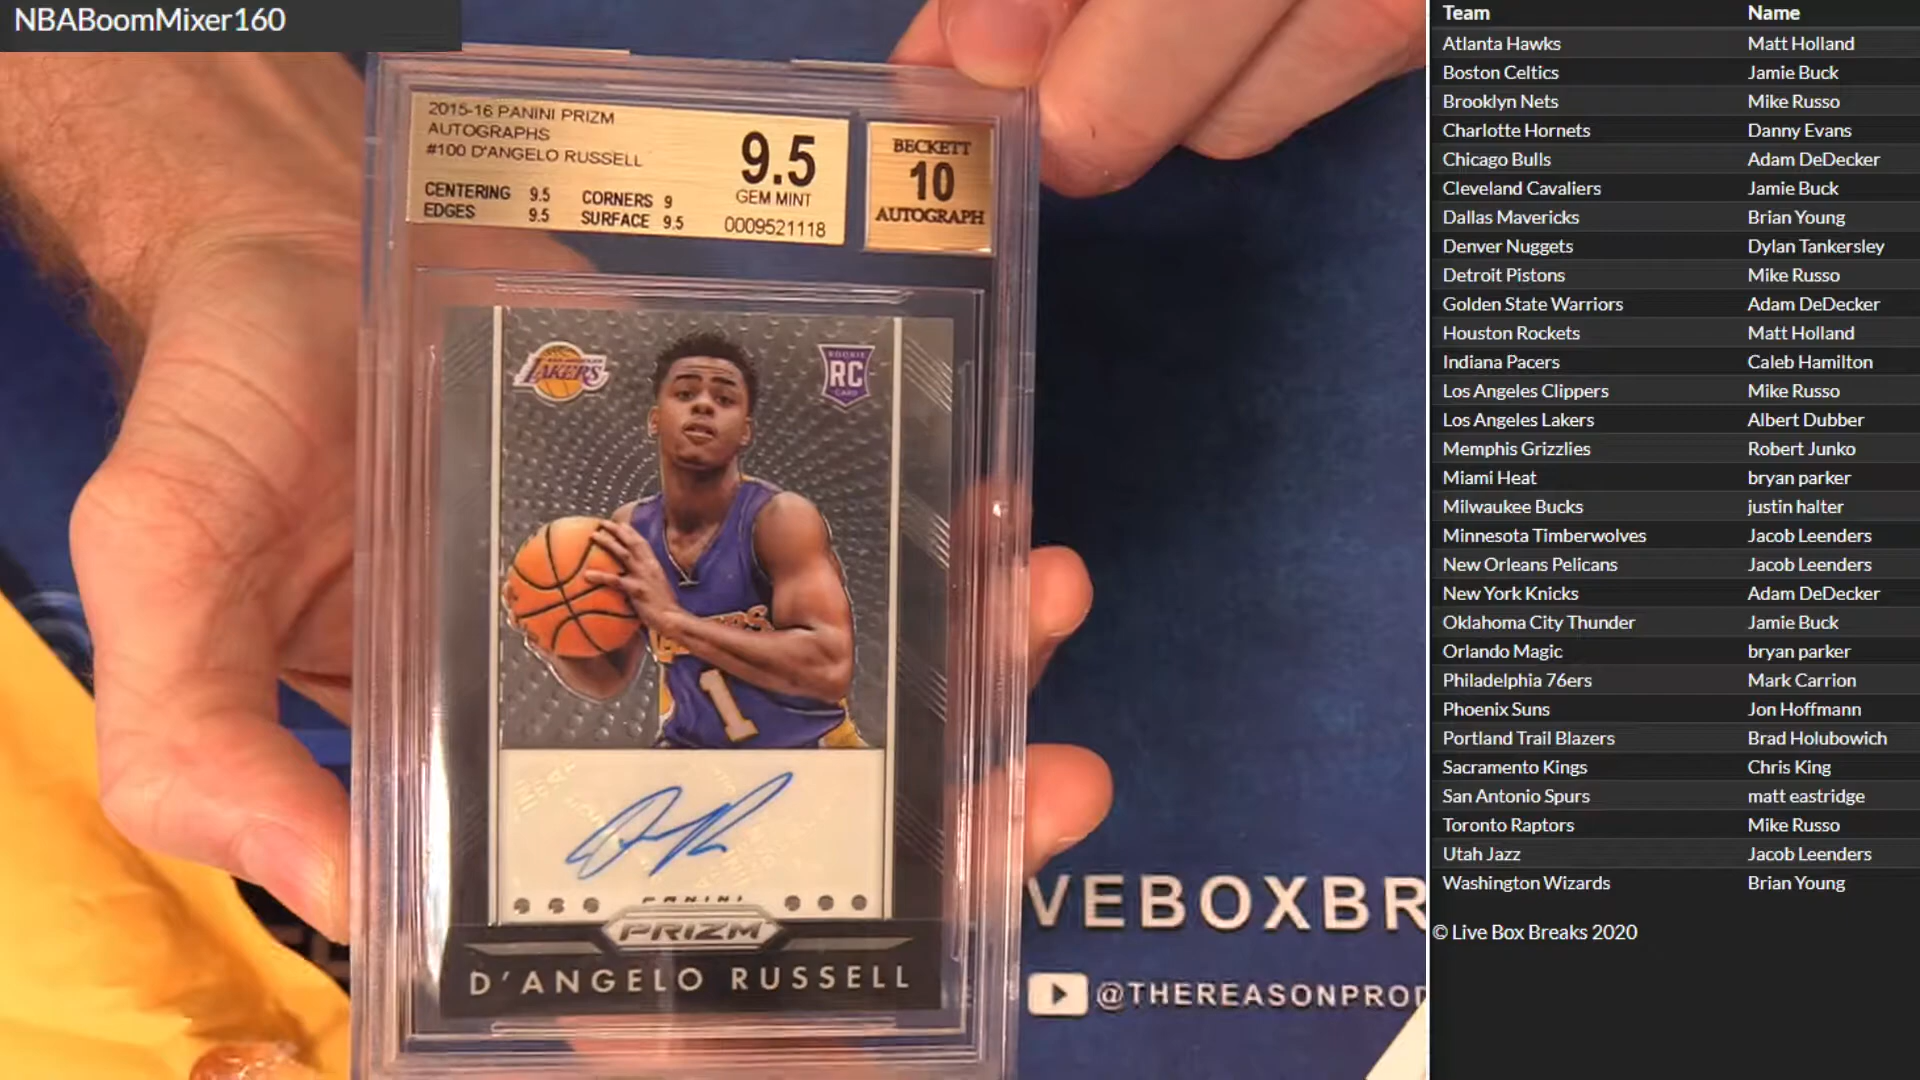 NBABoomMixer160
2015-16 PANINI PRIZM
AUTOGRAPHS
#100 D'ANGELO RUSSELL
CENTERING 9.5 CORNERS 9
EDGES 9.5 SURFACE 9.5
9.5
GEM MINT
0009521118
BECKETT
10
AUTOGRAPH
LAKERS
ROOKIE
RC
CARD
1
PANINI
PRIZM
D'ANGELO RUSSELL
VEBOXBR
@THEREASONPROD
Team Name
Atlanta Hawks Matt Holland
Boston Celtics Jamie Buck
Brooklyn Nets Mike Russo
Charlotte Hornets Danny Evans
Chicago Bulls Adam DeDecker
Cleveland Cavaliers Jamie Buck
Dallas Mavericks Brian Young
Denver Nuggets Dylan Tankersley
Detroit Pistons Mike Russo
Golden State Warriors Adam DeDecker
Houston Rockets Matt Holland
Indiana Pacers Caleb Hamilton
Los Angeles Clippers Mike Russo
Los Angeles Lakers Albert Dubber
Memphis Grizzlies Robert Junko
Miami Heat bryan parker
Milwaukee Bucks justin halter
Minnesota Timberwolves Jacob Leenders
New Orleans Pelicans Jacob Leenders
New York Knicks Adam DeDecker
Oklahoma City Thunder Jamie Buck
Orlando Magic bryan parker
Philadelphia 76ers Mark Carrion
Phoenix Suns Jon Hoffmann
Portland Trail Blazers Brad Holubowich
Sacramento Kings Chris King
San Antonio Spurs matt eastridge
Toronto Raptors Mike Russo
Utah Jazz Jacob Leenders
Washington Wizards Brian Young
© Live Box Breaks 2020